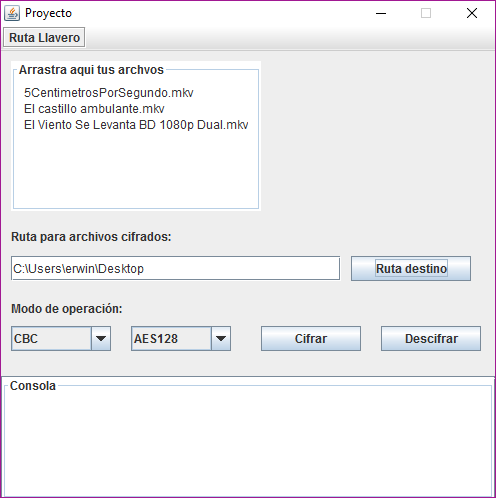 Proyecto
Ruta Llavero
Arrastra aqui tus archvos
5CentimetrosPorSegundo.mkv
El castillo ambulante.mkv
El Viento Se Levanta BD 1080p Dual.mkv
Ruta para archivos cifrados:
C:\Users\erwin\Desktop
Ruta destino
Modo de operación:
CBC
AES128
Cifrar
Descifrar
Consola